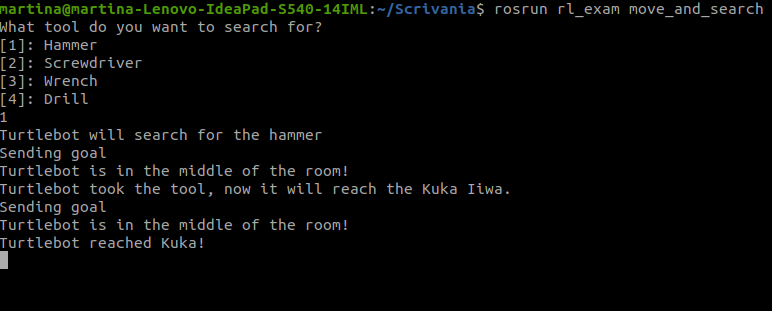 martina@martina-Lenovo-IdeaPad-S540-14IML:~/Scrivania$ rosrun rl_exam move_and_search
What tool do you want to search for?
[1]: Hammer
[2]: Screwdriver
[3]: Wrench
[4]: Drill
1
Turtlebot will search for the hammer
Sending goal
Turtlebot is in the middle of the room!
Turtlebot took the tool, now it will reach the Kuka Iiwa.
Sending goal
Turtlebot is in the middle of the room!
Turtlebot reached Kuka!